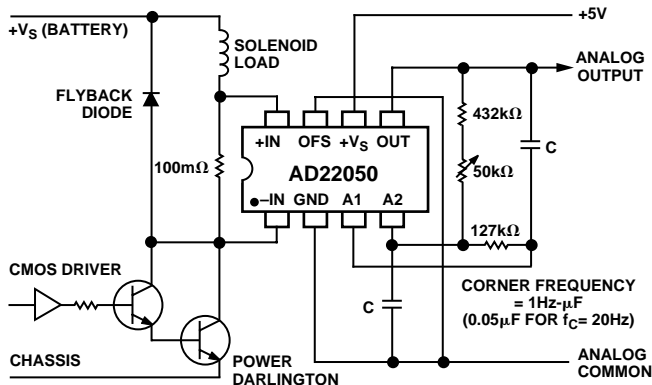 +VS (BATTERY)
SOLENOID
LOAD
FLYBACK
DIODE
100mΩ
+5V
ANALOG
OUTPUT
+IN OFS +VS OUT
AD22050
–IN GND A1 A2
432kΩ
C
50kΩ
127kΩ
CMOS DRIVER
C
CORNER FREQUENCY
= 1Hz-μF
(0.05μF FOR fC= 20Hz)
CHASSIS
POWER
DARLINGTON
ANALOG
COMMON